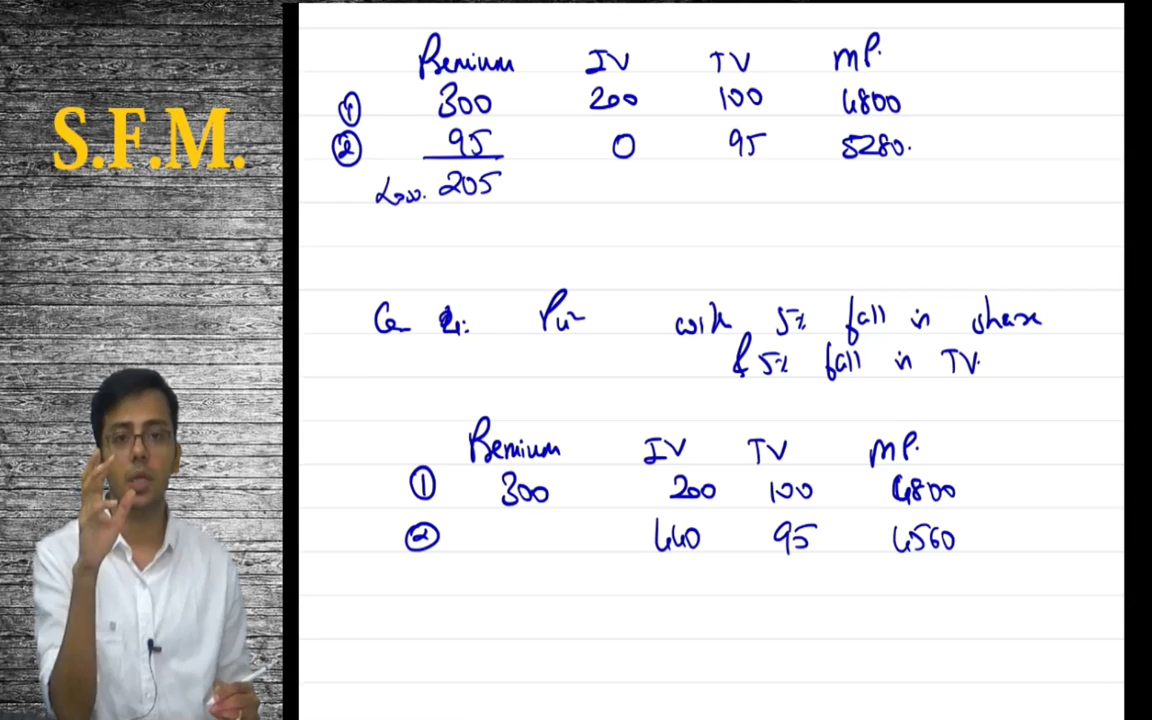 S.F.M.
Premium IV TV MP.
① 300 200 100 4800
② 95 0 95 5280.
Loss. 205
Put with 5% fall in share
& 5% fall in TV.
Premium IV TV MP.
① 300 200 100 4800
② 440 95 4560